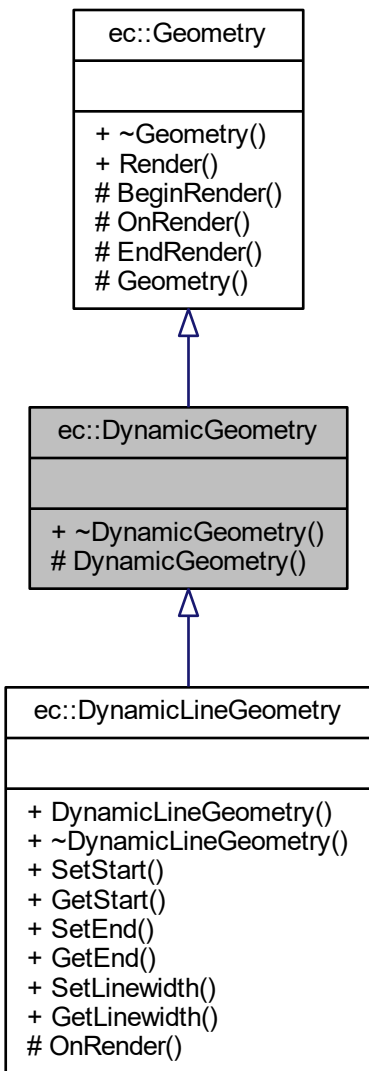 ec::Geometry
+ ~Geometry()
+ Render()
# BeginRender()
# OnRender()
# EndRender()
# Geometry()
ec::DynamicGeometry
+ ~DynamicGeometry()
# DynamicGeometry()
ec::DynamicLineGeometry
+ DynamicLineGeometry()
+ ~DynamicLineGeometry()
+ SetStart()
+ GetStart()
+ SetEnd()
+ GetEnd()
+ SetLinewidth()
+ GetLinewidth()
# OnRender()